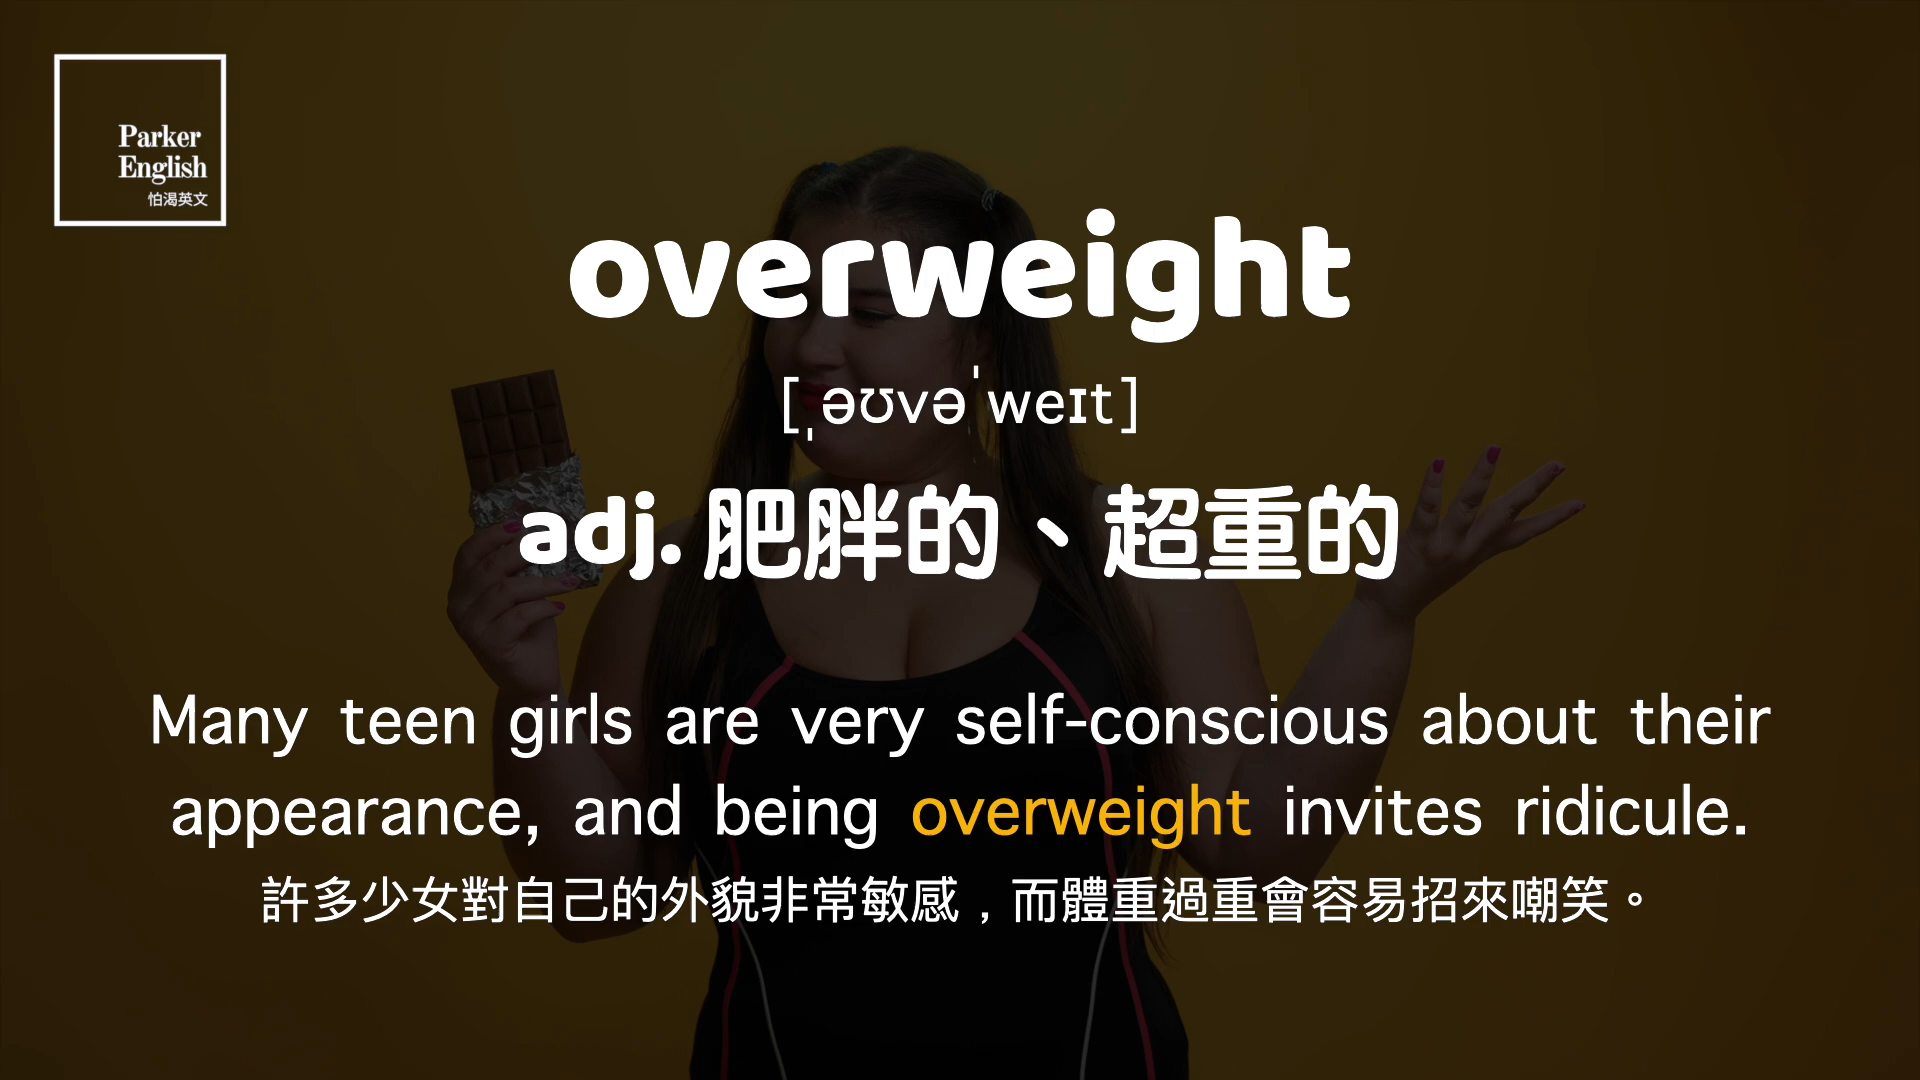 Parker
English
怕渴英文
overweight
[ˌəʊvəˈweɪt]
adj. 肥胖的、超重的
Many teen girls are very self-conscious about their
appearance, and being overweight invites ridicule.
許多少女對自己的外貌非常敏感，而體重過重會容易招來嘲笑。